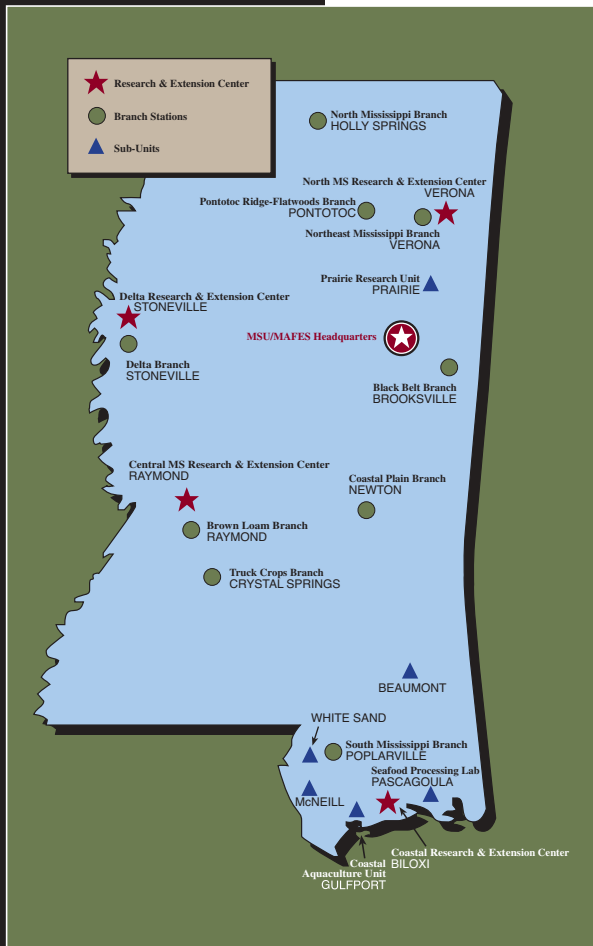 Research & Extension Center
Branch Stations
Sub-Units
North Mississippi Branch
HOLLY SPRINGS
North MS Research & Extension Center
VERONA
Pontotoc Ridge-Flatwoods Branch
PONTOTOC
Northeast Mississippi Branch
VERONA
Prairie Research Unit
PRAIRIE
Delta Research & Extension Center
STONEVILLE
MSU/MAFES Headquarters
Delta Branch
STONEVILLE
Black Belt Branch
BROOKSVILLE
Central MS Research & Extension Center
RAYMOND
Coastal Plain Branch
NEWTON
Brown Loam Branch
RAYMOND
Truck Crops Branch
CRYSTAL SPRINGS
BEAUMONT
WHITE SAND
South Mississippi Branch
POPLARVILLE
Seafood Processing Lab
PASCAGOULA
McNEILL
Coastal Research & Extension Center
BILOXI
Coastal
Aquaculture Unit
GULFPORT